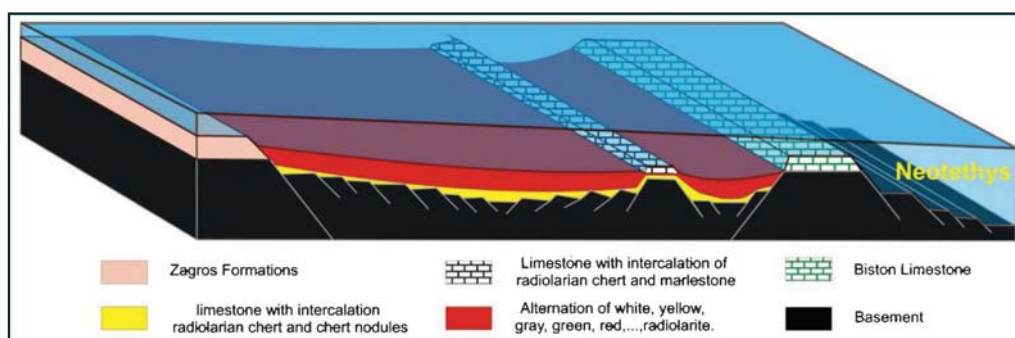 Neotethys
Zagros Formations
Limestone with intercalation of
radiolarian chert and marlestone
Biston Limestone
limestone with intercalation
radiolarian chert and chert nodules
Alternation of white, yellow,
gray, green, red,...,radiolarite.
Basement